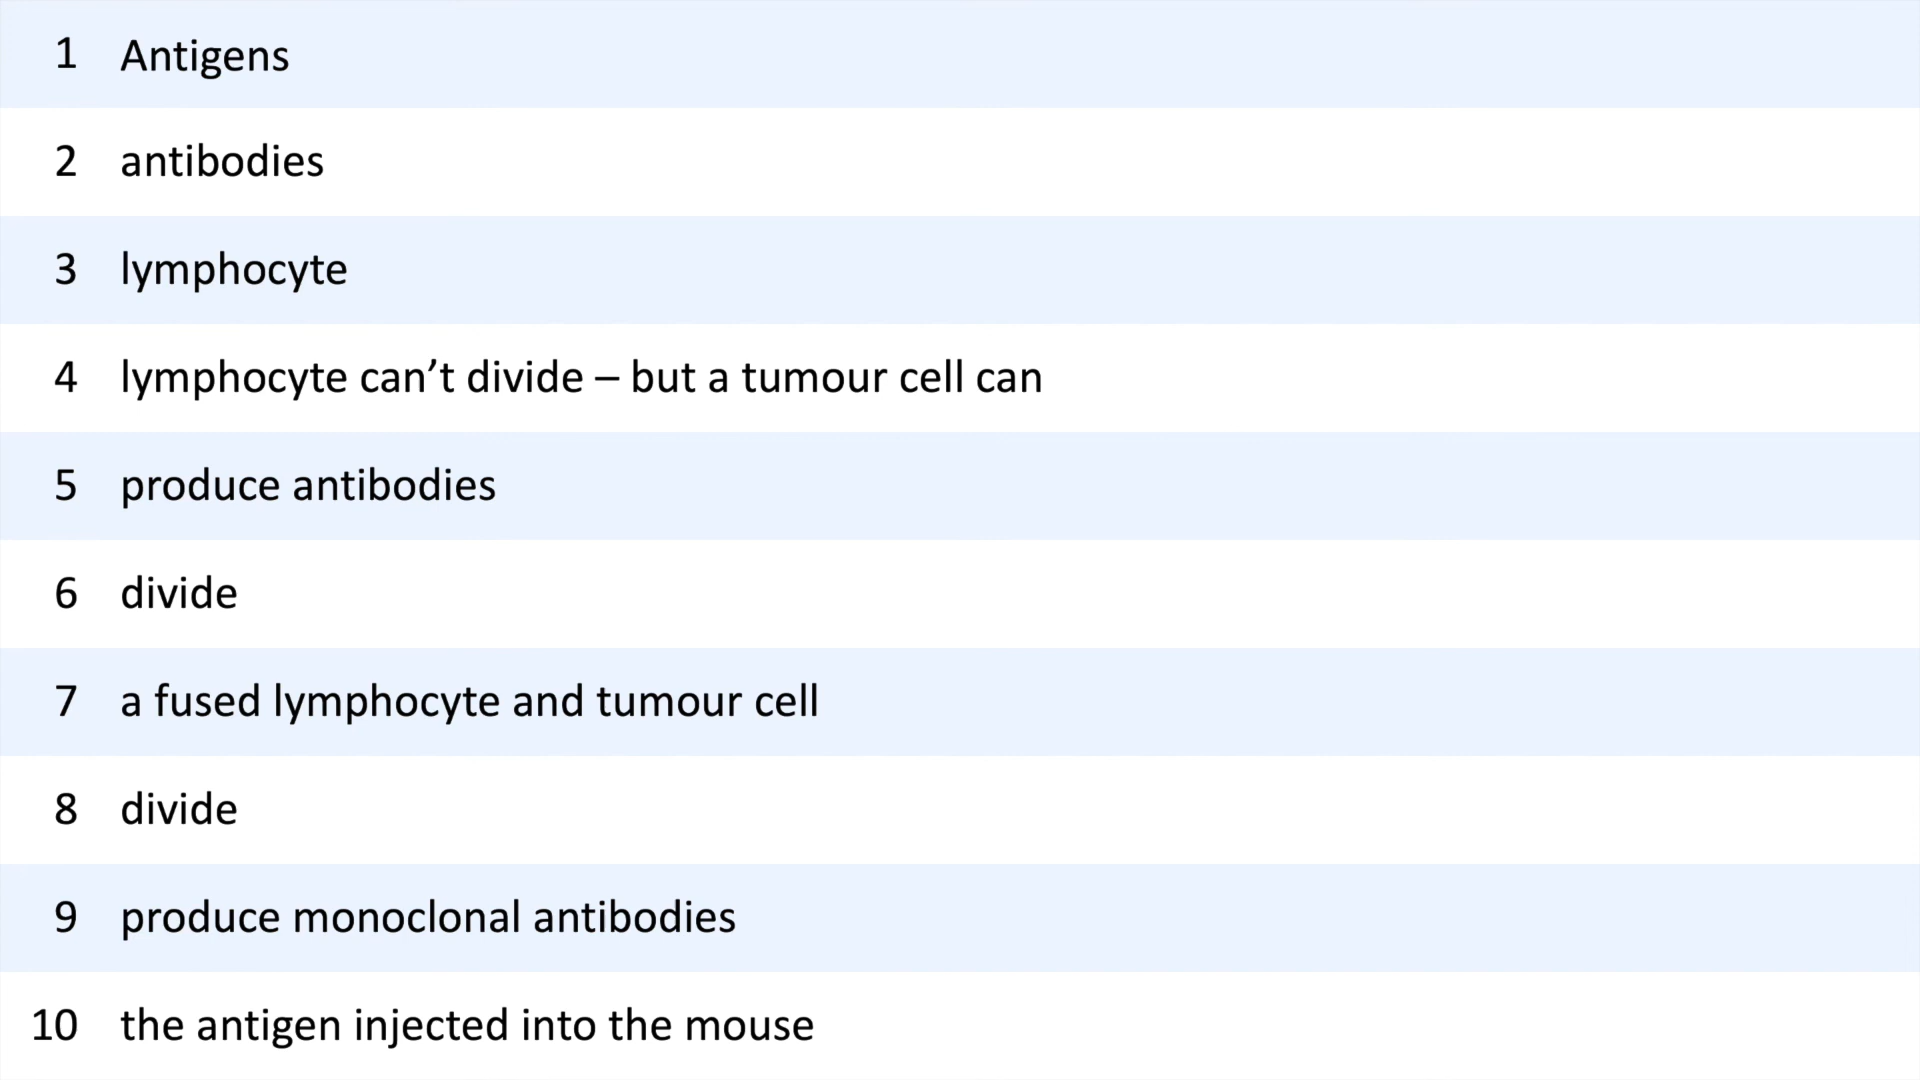 1 Antigens
2 antibodies
3 lymphocyte
4 lymphocyte can’t divide – but a tumour cell can
5 produce antibodies
6 divide
7 a fused lymphocyte and tumour cell
8 divide
9 produce monoclonal antibodies
10 the antigen injected into the mouse